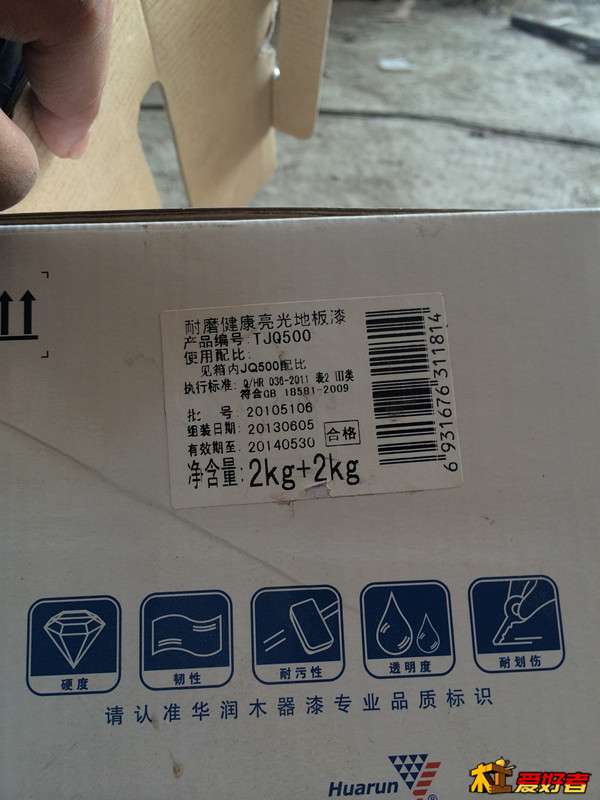 耐磨健康亮光地板漆
产品编号: TJQ500
使用配比:
见箱内JQ500配比
执行标准: Q/HR 036-2011 表2 III类
符合GB 18581-2009
批 号: 20105106
组装日期: 20130605
有效期至: 20140530
合格
净含量: 2kg+2kg
6 931676 311814
硬度
韧性
耐污性
透明度
耐划伤
请认准华润木器漆专业品质标识
Huarun
®
木工爱好者